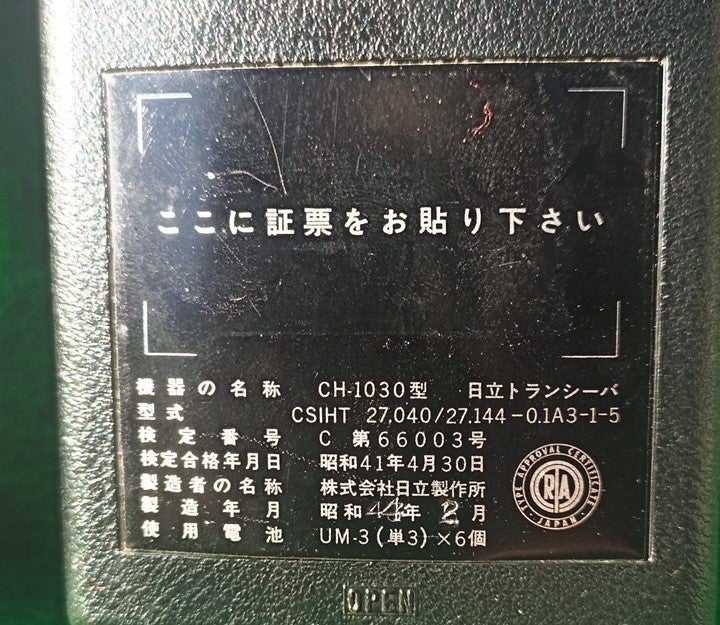 ここに証票をお貼り下さい
機器の名称 CH-1030型 日立トランシーバ
型式 CSIHT 27,040/27.144-0.1A3-1-5
検定番号 C 第66003号
検定合格年月日 昭和41年4月30日
製造者の名称 株式会社日立製作所
製造年月 昭和44年2月
使用電池 UM-3(単3)×6個
TYPE APPROVAL CERTIFICATE
RTA
JAPAN
OPEN